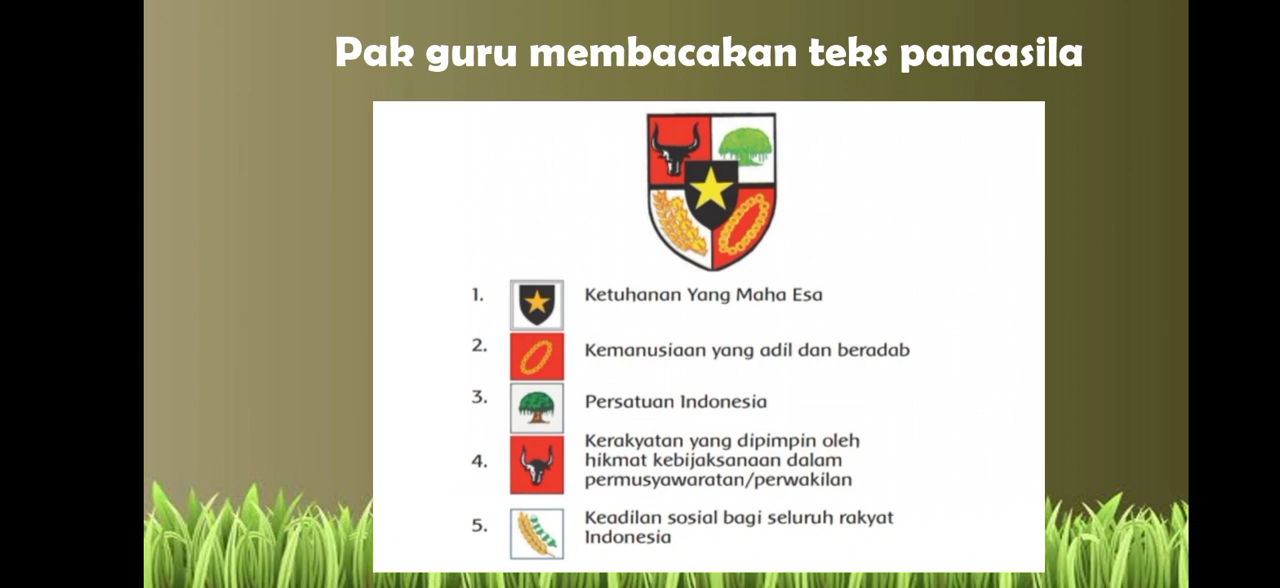 Pak guru membacakan teks pancasila
1. Ketuhanan Yang Maha Esa
2. Kemanusiaan yang adil dan beradab
3. Persatuan Indonesia
4. Kerakyatan yang dipimpin oleh
hikmat kebijaksanaan dalam
permusyawaratan/perwakilan
5. Keadilan sosial bagi seluruh rakyat
Indonesia